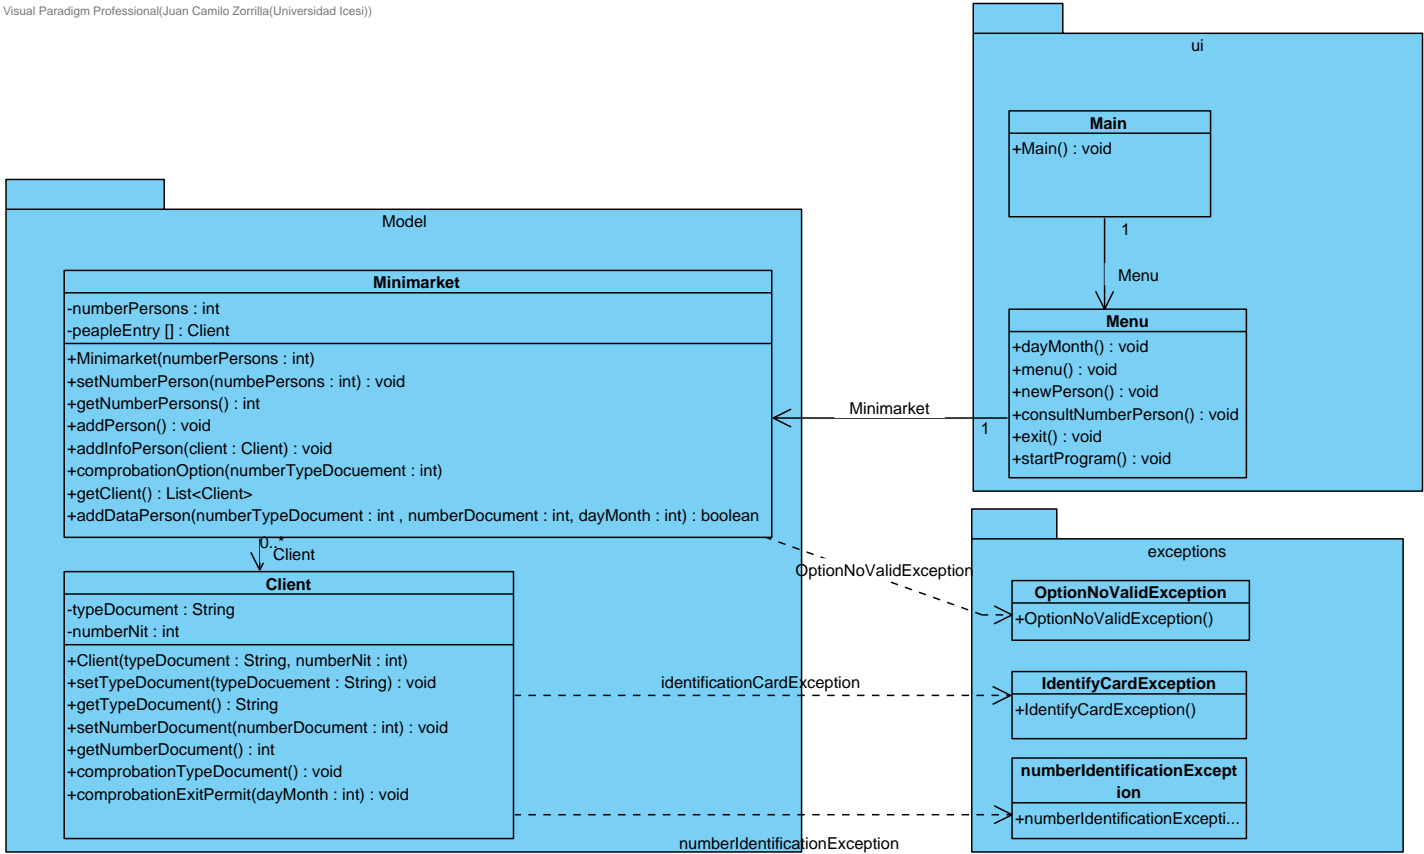 Visual Paradigm Professional(Juan Camilo Zorrilla(Universidad Icesi))
ui
Main
+Main() : void
1
Menu
Menu
+dayMonth() : void
+menu() : void
+newPerson() : void
+consultNumberPerson() : void
+exit() : void
+startProgram() : void
Minimarket
1
Model
Minimarket
-numberPersons : int
-peapleEntry [] : Client
+Minimarket(numberPersons : int)
+setNumberPerson(numbePersons : int) : void
+getNumberPersons() : int
+addPerson() : void
+addInfoPerson(client : Client) : void
+comprobationOption(numberTypeDocuement : int)
+getClient() : List<Client>
+addDataPerson(numberTypeDocument : int , numberDocument : int, dayMonth : int) : boolean
0..*
Client
Client
-typeDocument : String
-numberNit : int
+Client(typeDocument : String, numberNit : int)
+setTypeDocument(typeDocuement : String) : void
+getTypeDocument() : String
+setNumberDocument(numberDocument : int) : void
+getNumberDocument() : int
+comprobationTypeDocument() : void
+comprobationExitPermit(dayMonth : int) : void
OptionNoValidException
identificationCardException
numberIdentificationException
exceptions
OptionNoValidException
+OptionNoValidException()
IdentifyCardException
+IdentifyCardException()
numberIdentificationExcept
ion
+numberIdentificationExcepti...